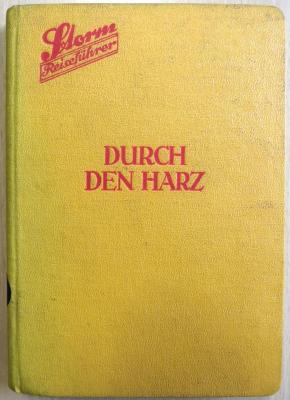 Storm
Reiseführer
DURCH
DEN HARZ